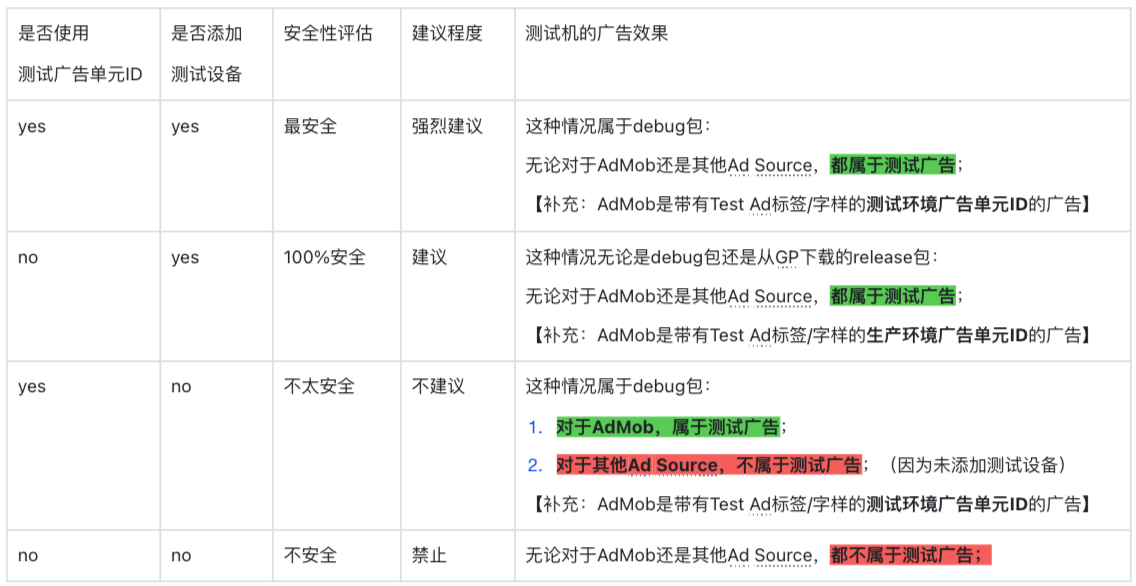 是否使用
测试广告单元ID
是否添加
测试设备
安全性评估
建议程度
测试机的广告效果
yes
yes
最安全
强烈建议
这种情况属于debug包：
无论对于AdMob还是其他Ad Source，都属于测试广告；
【补充：AdMob是带有Test Ad标签/字样的测试环境广告单元ID的广告】
no
yes
100%安全
建议
这种情况无论是debug包还是从GP下载的release包：
无论对于AdMob还是其他Ad Source，都属于测试广告；
【补充：AdMob是带有Test Ad标签/字样的生产环境广告单元ID的广告】
yes
no
不太安全
不建议
这种情况属于debug包：
1. 对于AdMob，属于测试广告；
2. 对于其他Ad Source，不属于测试广告；（因为未添加测试设备）
【补充：AdMob是带有Test Ad标签/字样的测试环境广告单元ID的广告】
no
no
不安全
禁止
无论对于AdMob还是其他Ad Source，都不属于测试广告；